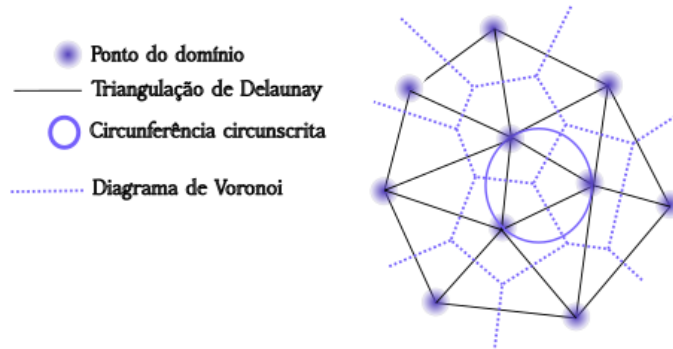 Ponto do domínio
Triangulação de Delaunay
Circunferência circunscrita
Diagrama de Voronoi